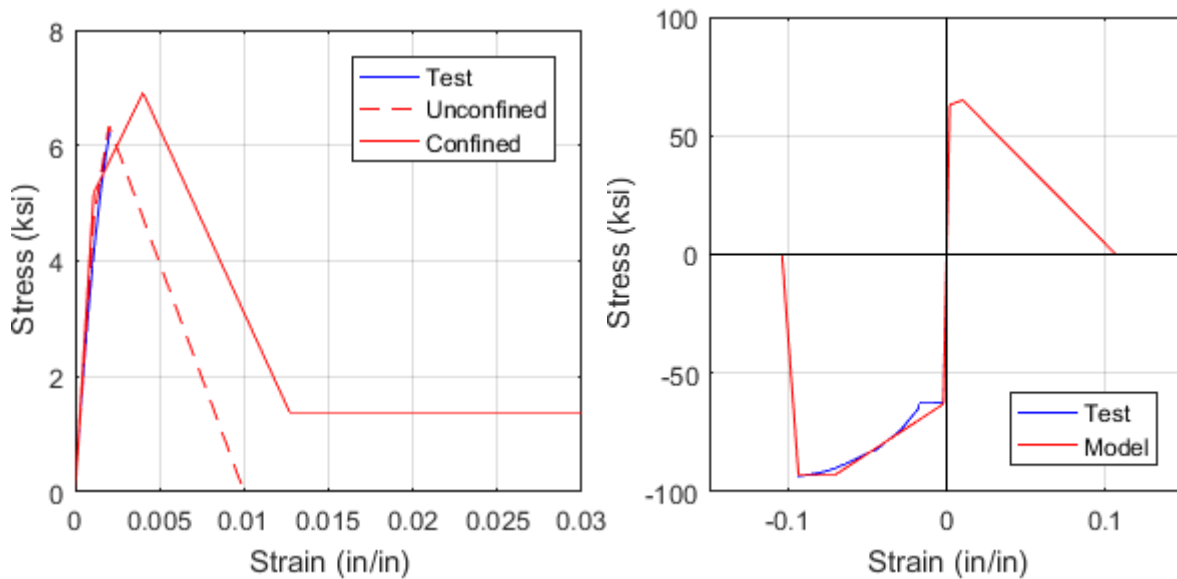 8
6
4
2
0
Stress (ksi)
0
0.005
0.01
0.015
0.02
0.025
0.03
Strain (in/in)
Test
Unconfined
Confined
100
50
0
-50
-100
Stress (ksi)
-0.1
0
0.1
Strain (in/in)
Test
Model